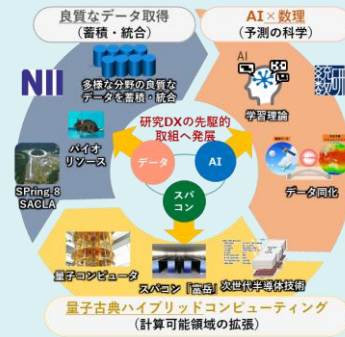 良質なデータ取得
(蓄積・統合)
AI×数理
(予測の科学)
NII
多様な分野の良質な
データを蓄積・統合
AI
統研
学習理論
バイオ
リソース
研究DXの先駆的
取組へ発展
データ
AI
スパ
コン
SPring-8
SACLA
データ同化
量子コンピュータ
スパコン「富岳」
次世代半導体技術
量子古典ハイブリッドコンピューティング
(計算可能領域の拡張)